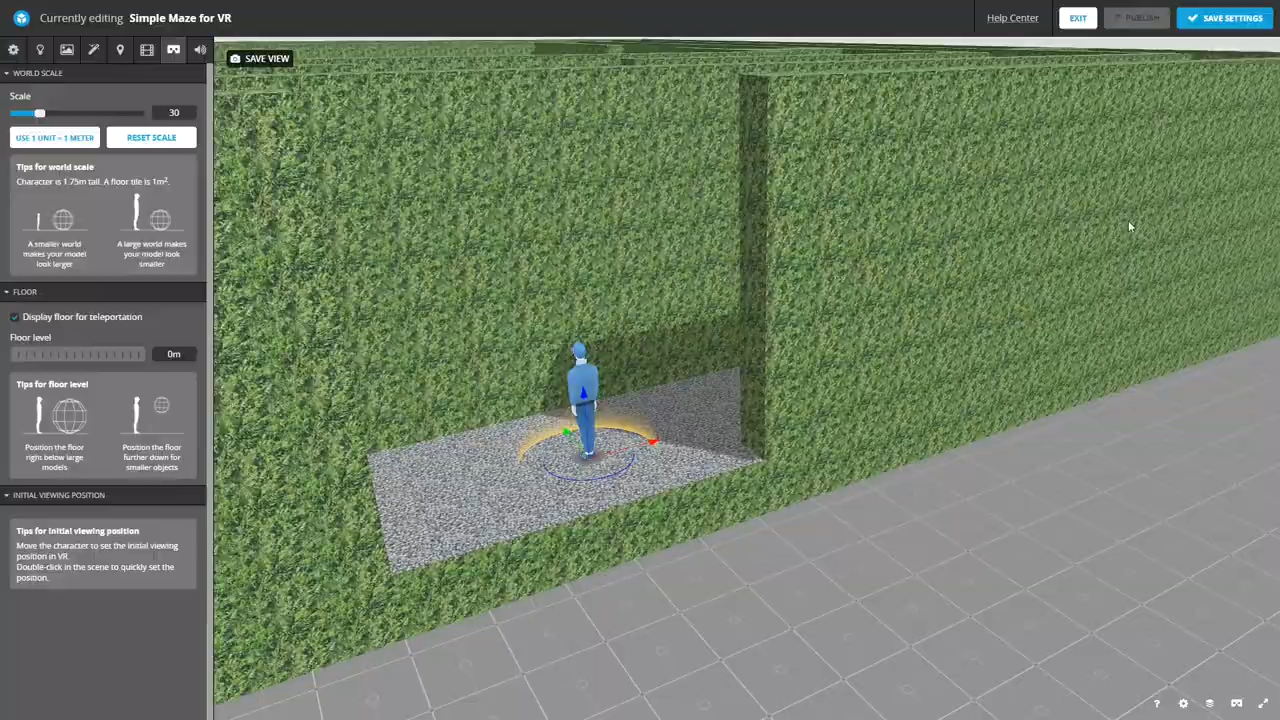 Currently editing Simple Maze for VR
Help Center
EXIT
PUBLISH
SAVE SETTINGS
SAVE VIEW
WORLD SCALE
Scale
30
USE 1 UNIT = 1 METER
RESET SCALE
Tips for world scale
Character is 1.75m tall. A floor tile is 1m².
A smaller world
makes your model
look larger
A large world makes
your model look
smaller
FLOOR
Display floor for teleportation
Floor level
0m
Tips for floor level
Position the floor
right below large
models
Position the floor
further down for
smaller objects
INITIAL VIEWING POSITION
Tips for initial viewing position
Move the character to set the initial viewing
position in VR.
Double-click in the scene to quickly set the
position.
?